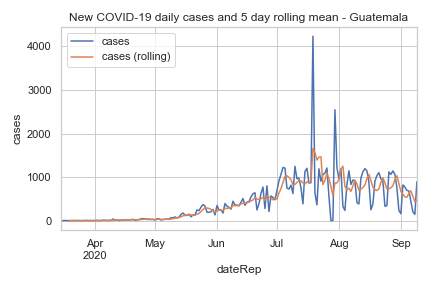 New COVID-19 daily cases and 5 day rolling mean - Guatemala
cases
cases (rolling)
4000
3000
2000
1000
0
cases
Apr
2020
May
Jun
Jul
Aug
Sep
dateRep